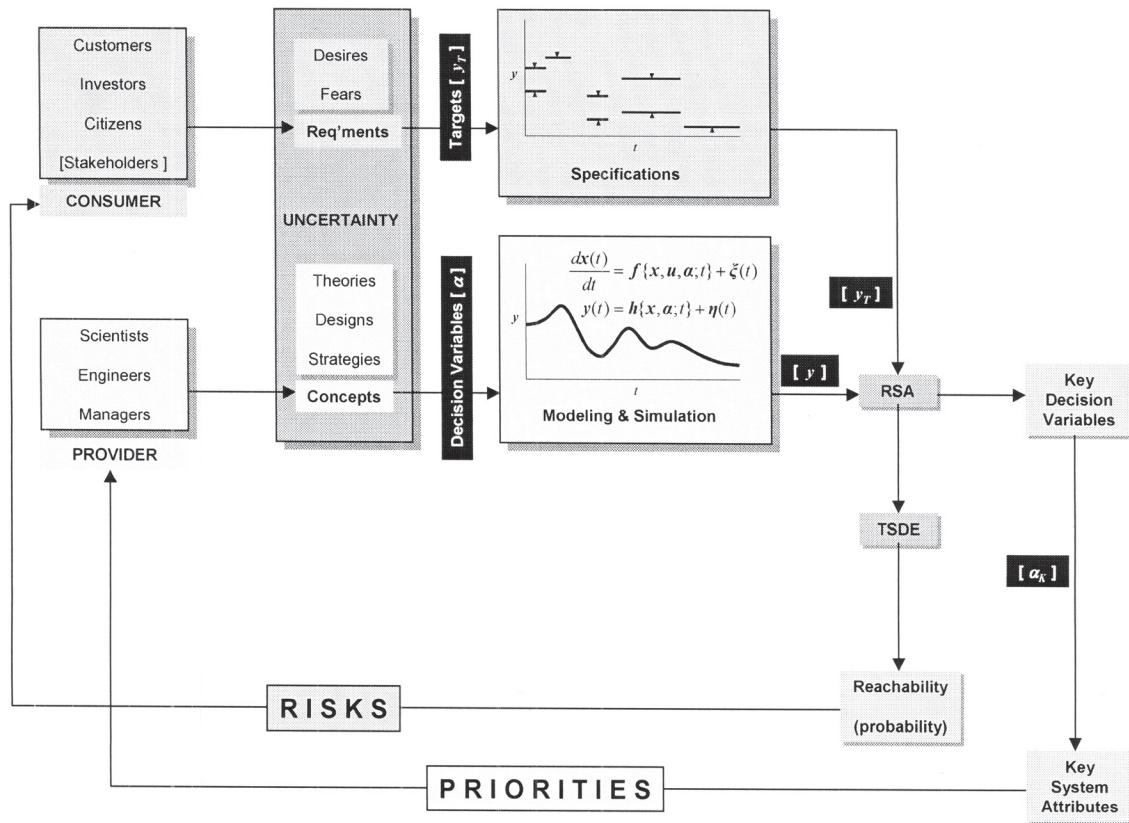 Customers
Investors
Citizens
[Stakeholders ]
CONSUMER
Desires
Fears
Req'ments
UNCERTAINTY
Theories
Designs
Strategies
Concepts
Scientists
Engineers
Managers
PROVIDER
Targets [ y_T ]
y
t
Specifications
Decision Variables [ α ]
dx(t)/dt = f{x, u, α; t} + ξ(t)
y(t) = h{x, α; t} + η(t)
y
t
Modeling & Simulation
[ y_T ]
[ y ]
RSA
Key
Decision
Variables
TSDE
[ α_K ]
Reachability
(probability)
RISKS
PRIORITIES
Key
System
Attributes